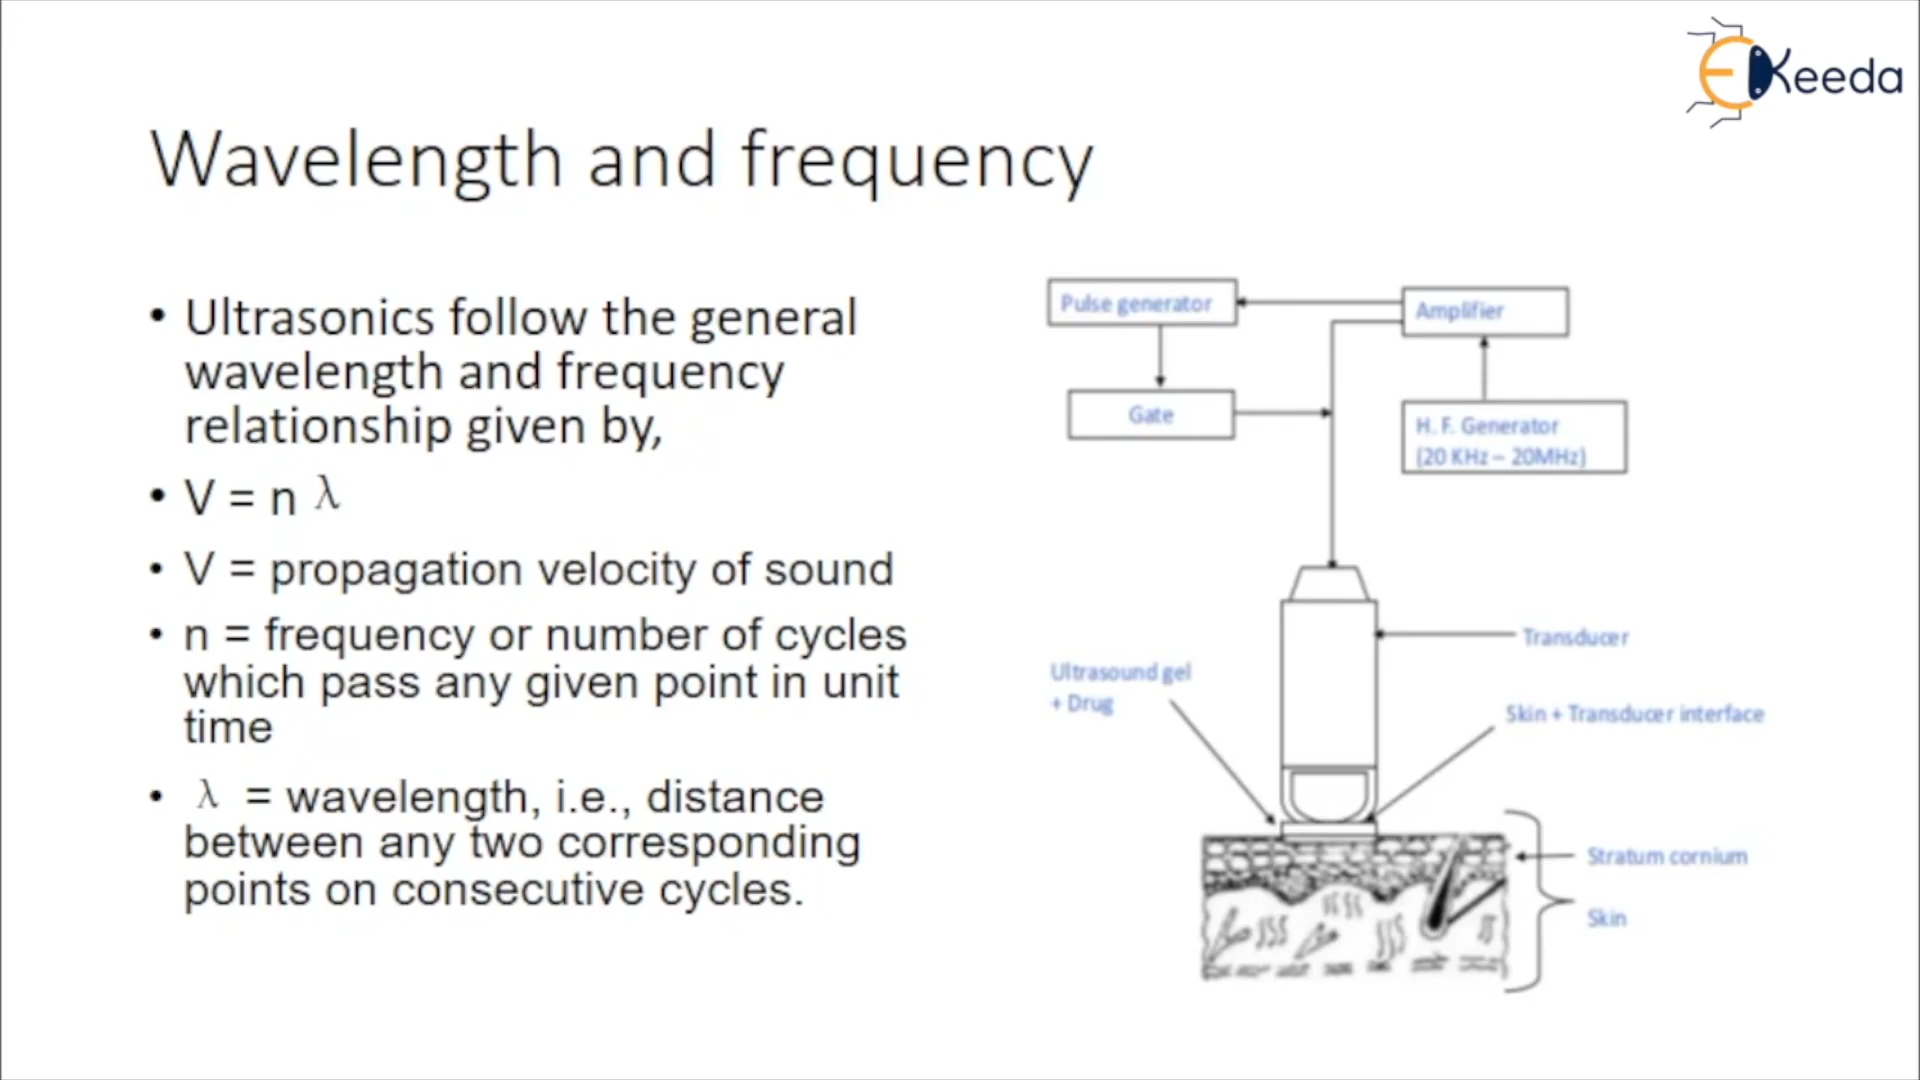 EKeeda
Wavelength and frequency
• Ultrasonics follow the general
wavelength and frequency
relationship given by,
• V = n λ
• V = propagation velocity of sound
• n = frequency or number of cycles
which pass any given point in unit
time
• λ = wavelength, i.e., distance
between any two corresponding
points on consecutive cycles.
Pulse generator
Amplifier
Gate
H. F. Generator
(20 KHz – 20MHz)
Transducer
Ultrasound gel
+ Drug
Skin + Transducer interface
Stratum cornium
Skin